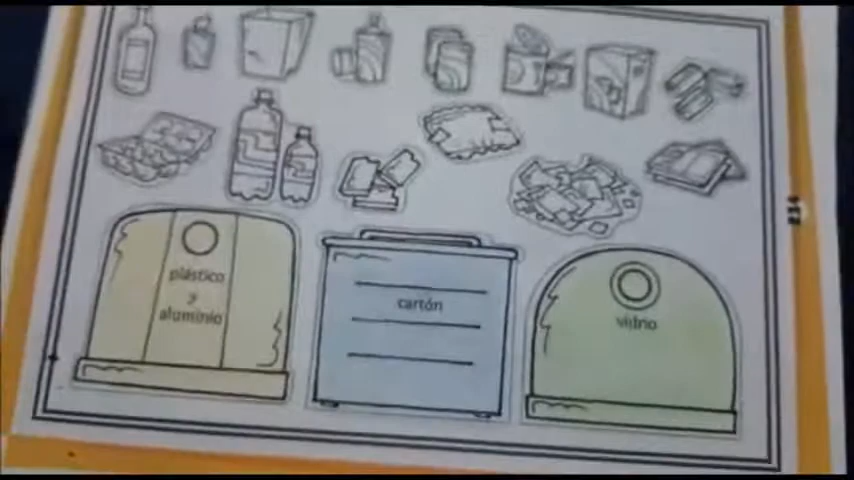 plástico
y
aluminio
cartón
vidrio